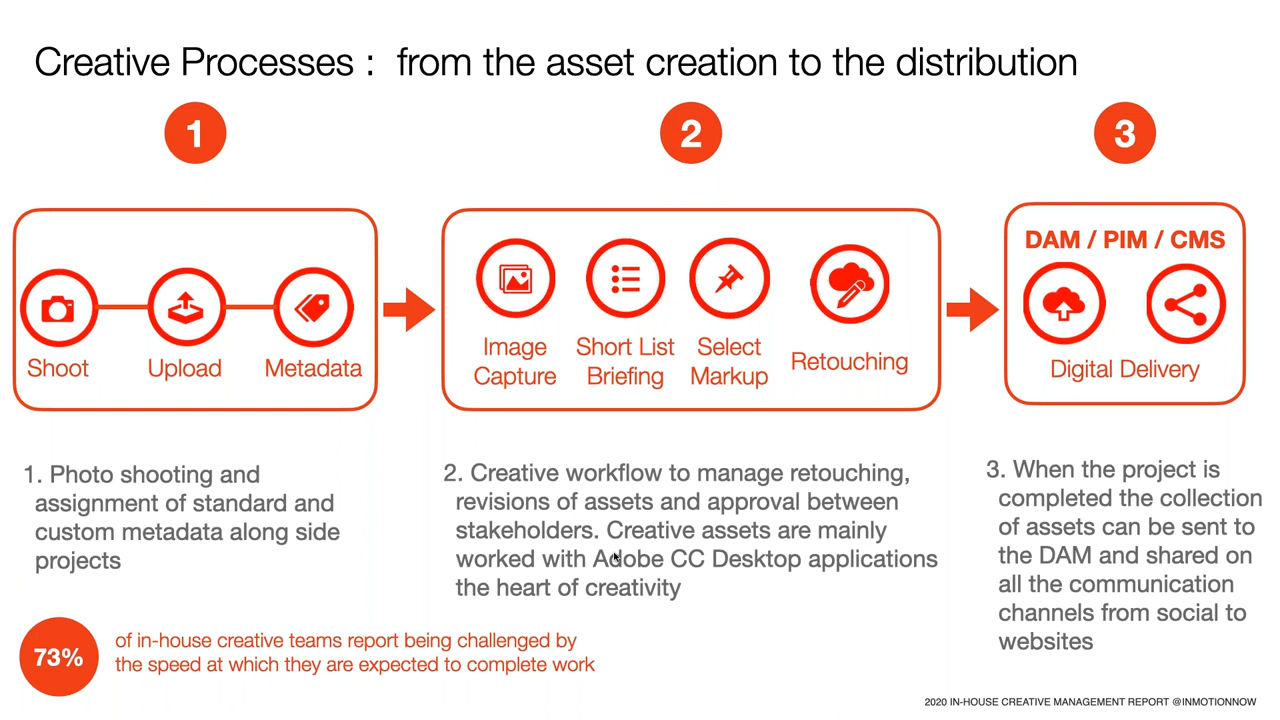 Creative Processes : from the asset creation to the distribution
1
2
3
Shoot
Upload
Metadata
Image
Capture
Short List
Briefing
Select
Markup
Retouching
DAM / PIM / CMS
Digital Delivery
1. Photo shooting and
assignment of standard and
custom metadata along side
projects
2. Creative workflow to manage retouching,
revisions of assets and approval between
stakeholders. Creative assets are mainly
worked with Adobe CC Desktop applications
the heart of creativity
3. When the project is
completed the collection
of assets can be sent to
the DAM and shared on
all the communication
channels from social to
websites
73%
of in-house creative teams report being challenged by
the speed at which they are expected to complete work
2020 IN-HOUSE CREATIVE MANAGEMENT REPORT @INMOTIONNOW